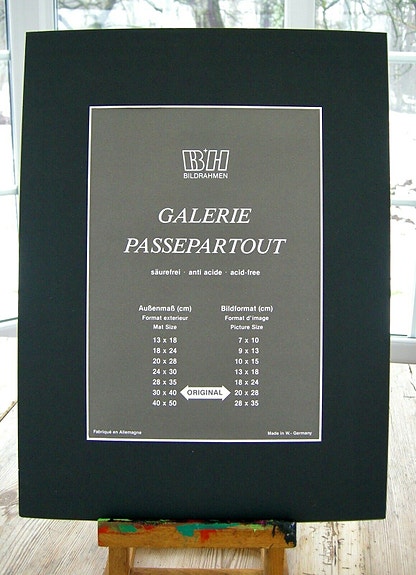 B+H
BILDRAHMEN
GALERIE
PASSEPARTOUT
säurefrei · anti acide · acid-free
Außenmaß (cm) Bildformat (cm)
Format exterieur Format d'image
Mat Size Picture Size
13 x 18 7 x 10
18 x 24 9 x 13
20 x 28 10 x 15
24 x 30 13 x 18
28 x 35 18 x 24
30 x 40 ORIGINAL 20 x 28
40 x 50 28 x 35
Fabriqué en Allemagne Made in W.- Germany